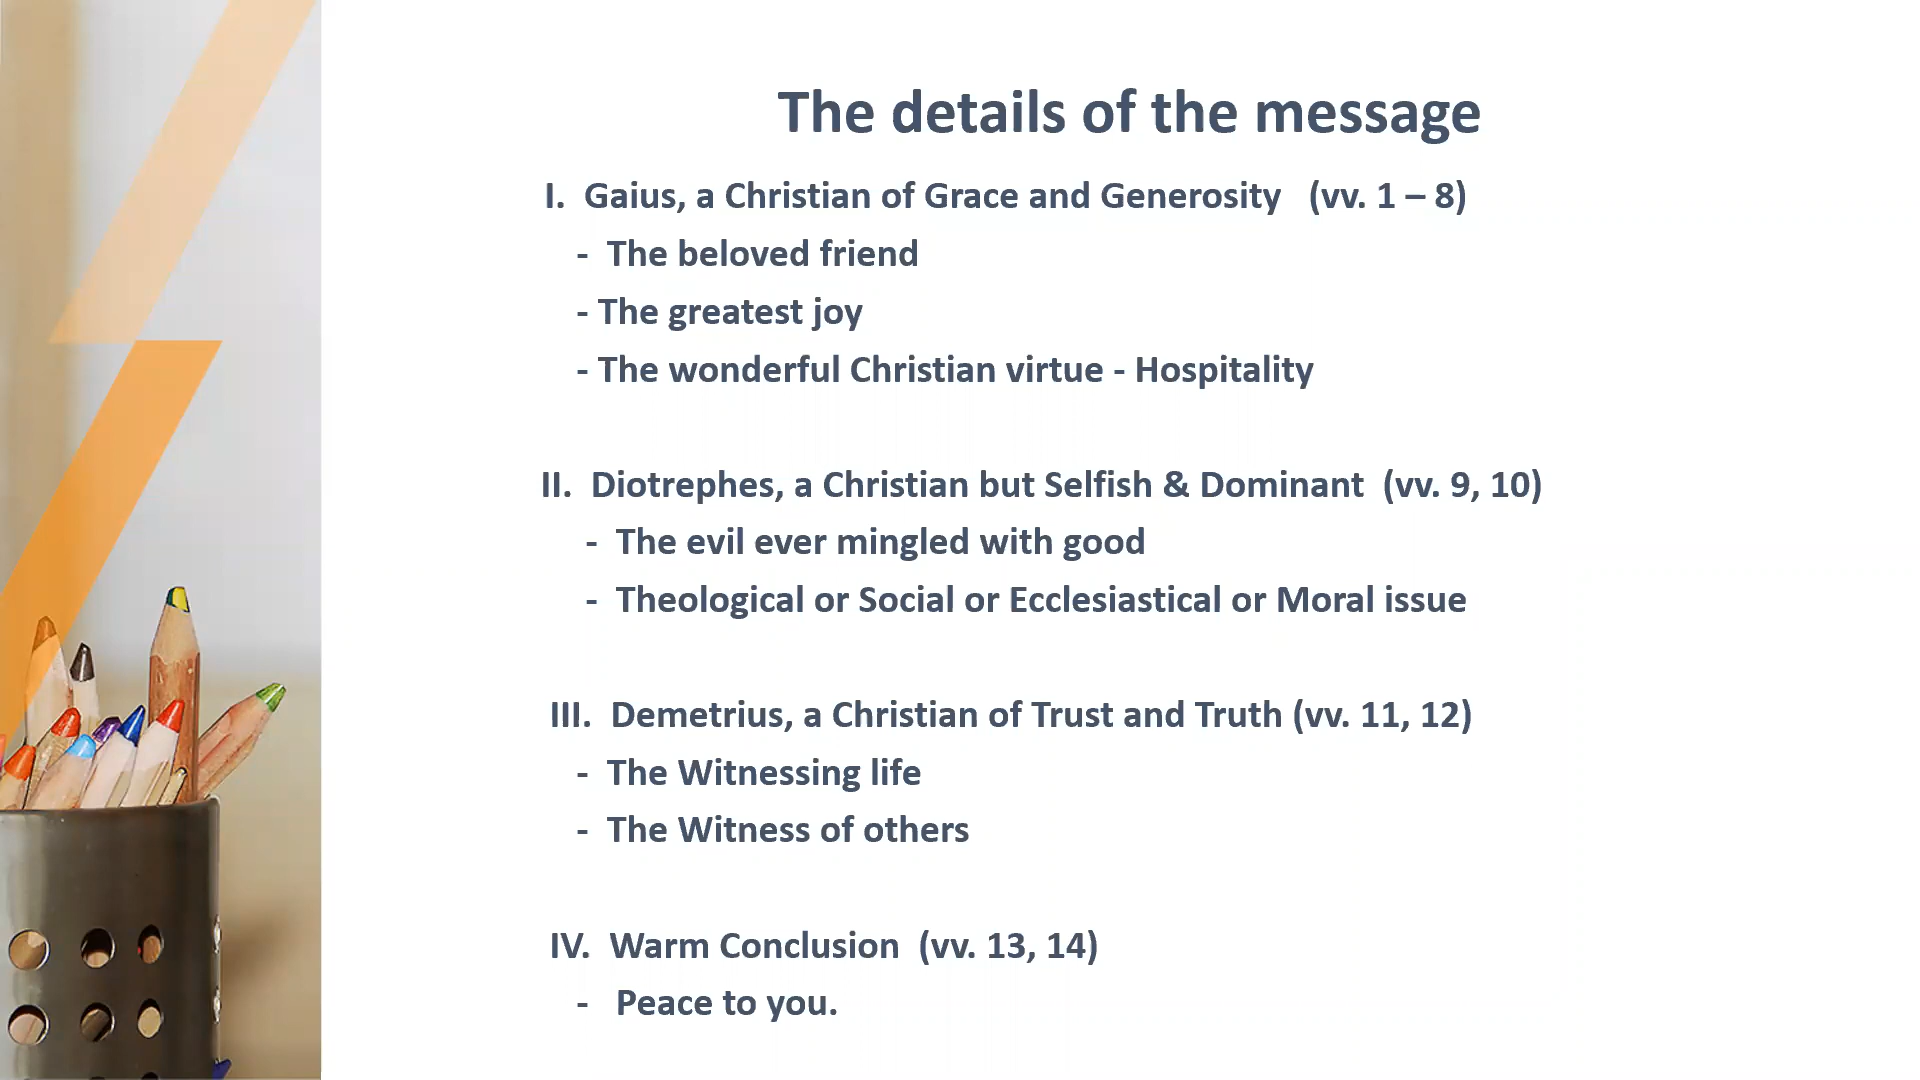 The details of the message
I. Gaius, a Christian of Grace and Generosity (vv. 1 – 8)
- The beloved friend
- The greatest joy
- The wonderful Christian virtue - Hospitality
II. Diotrephes, a Christian but Selfish & Dominant (vv. 9, 10)
- The evil ever mingled with good
- Theological or Social or Ecclesiastical or Moral issue
III. Demetrius, a Christian of Trust and Truth (vv. 11, 12)
- The Witnessing life
- The Witness of others
IV. Warm Conclusion (vv. 13, 14)
- Peace to you.